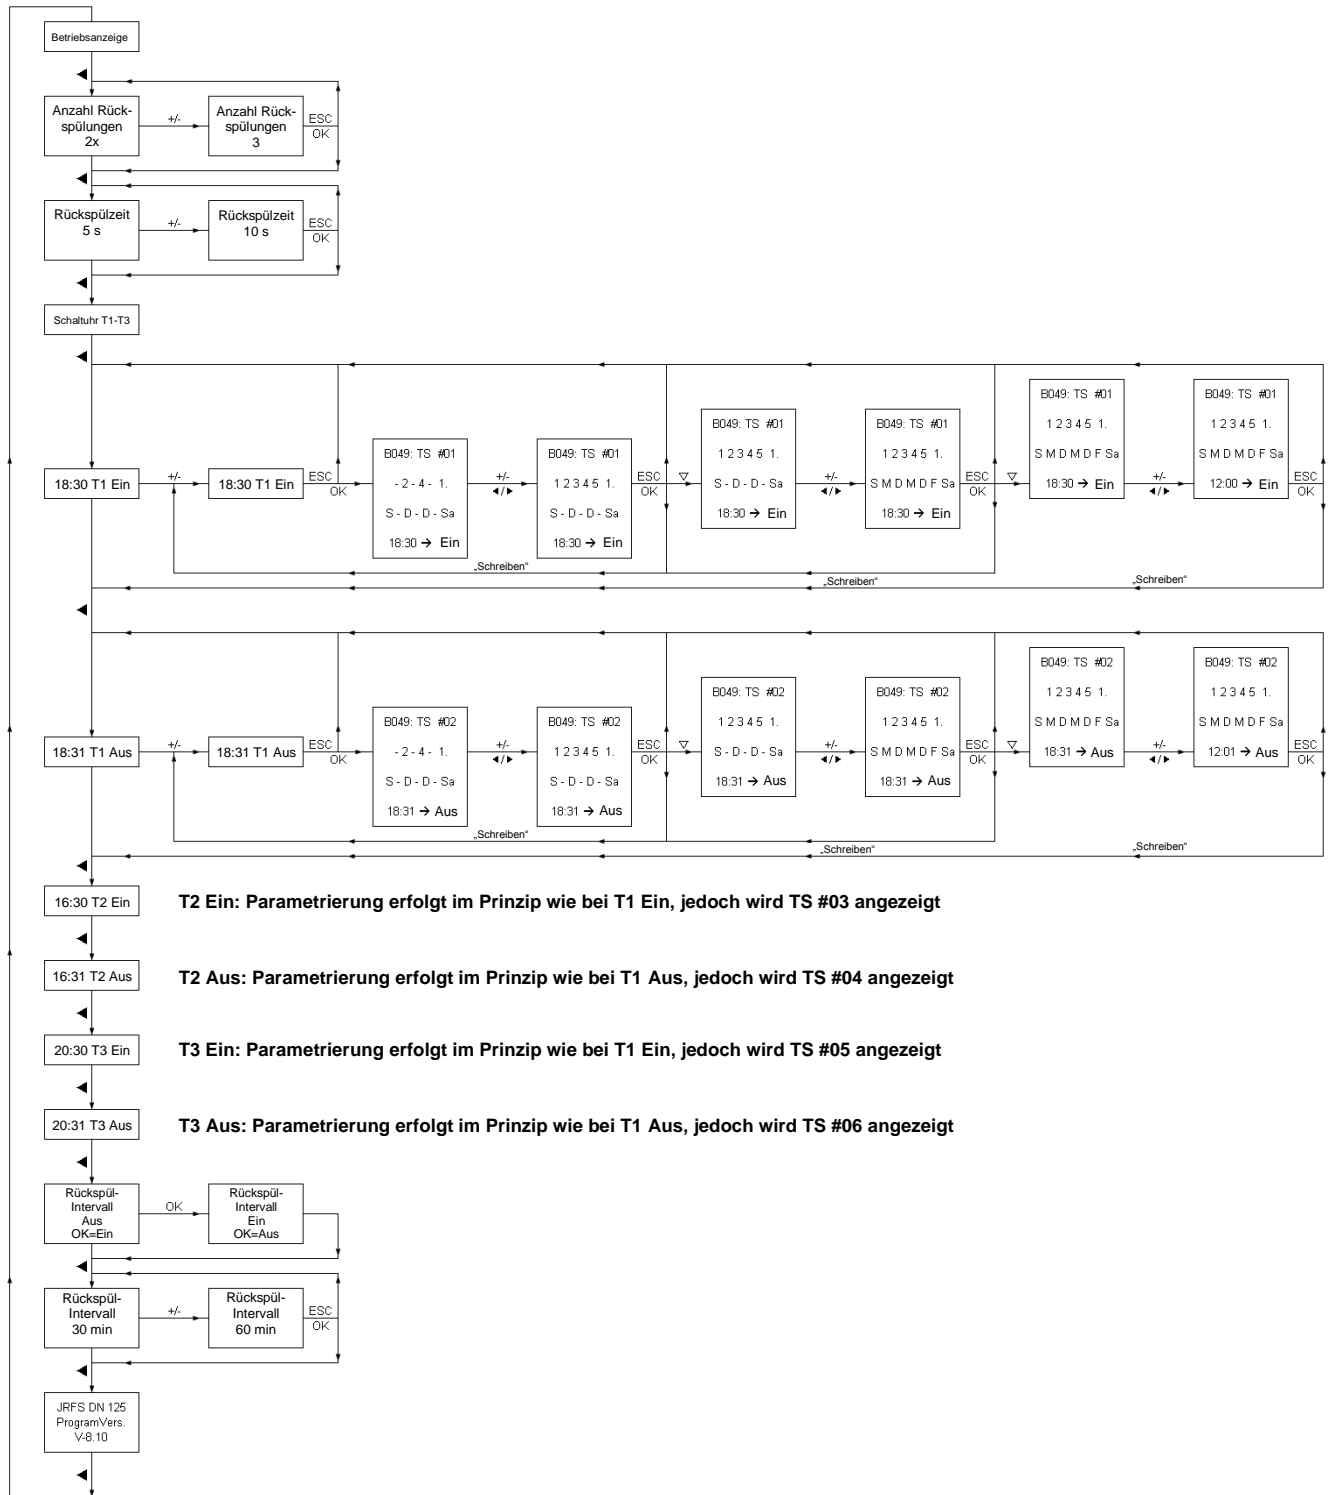 Betriebsanzeige
Anzahl Rück-
spülungen
2x
+/-
Anzahl Rück-
spülungen
3
ESC
OK
Rückspülzeit
5 s
+/-
Rückspülzeit
10 s
ESC
OK
Schaltuhr T1-T3
18:30 T1 Ein
+/-
18:30 T1 Ein
ESC
OK
B049: TS #01
- 2 - 4 - 1.
S - D - D - Sa
18:30 → Ein
+/-
◄/►
B049: TS #01
1 2 3 4 5 1.
S - D - D - Sa
18:30 → Ein
ESC
OK
▽
B049: TS #01
1 2 3 4 5 1.
S - D - D - Sa
18:30 → Ein
+/-
◄/►
B049: TS #01
1 2 3 4 5 1.
S M D M D F Sa
18:30 → Ein
ESC
OK
▽
B049: TS #01
1 2 3 4 5 1.
S M D M D F Sa
18:30 → Ein
+/-
◄/►
B049: TS #01
1 2 3 4 5 1.
S M D M D F Sa
12:00 → Ein
ESC
OK
„Schreiben“
„Schreiben“
„Schreiben“
18:31 T1 Aus
+/-
18:31 T1 Aus
ESC
OK
B049: TS #02
- 2 - 4 - 1.
S - D - D - Sa
18:31 → Aus
+/-
◄/►
B049: TS #02
1 2 3 4 5 1.
S - D - D - Sa
18:31 → Aus
ESC
OK
▽
B049: TS #02
1 2 3 4 5 1.
S - D - D - Sa
18:31 → Aus
+/-
◄/►
B049: TS #02
1 2 3 4 5 1.
S M D M D F Sa
18:31 → Aus
ESC
OK
▽
B049: TS #02
1 2 3 4 5 1.
S M D M D F Sa
18:31 → Aus
+/-
◄/►
B049: TS #02
1 2 3 4 5 1.
S M D M D F Sa
12:01 → Aus
ESC
OK
„Schreiben“
„Schreiben“
„Schreiben“
16:30 T2 Ein
T2 Ein: Parametrierung erfolgt im Prinzip wie bei T1 Ein, jedoch wird TS #03 angezeigt
16:31 T2 Aus
T2 Aus: Parametrierung erfolgt im Prinzip wie bei T1 Aus, jedoch wird TS #04 angezeigt
20:30 T3 Ein
T3 Ein: Parametrierung erfolgt im Prinzip wie bei T1 Ein, jedoch wird TS #05 angezeigt
20:31 T3 Aus
T3 Aus: Parametrierung erfolgt im Prinzip wie bei T1 Aus, jedoch wird TS #06 angezeigt
Rückspül-
Intervall
Aus
OK=Ein
OK
Rückspül-
Intervall
Ein
OK=Aus
Rückspül-
Intervall
30 min
+/-
Rückspül-
Intervall
60 min
ESC
OK
JRFS DN 125
ProgramVers.
V-8.10